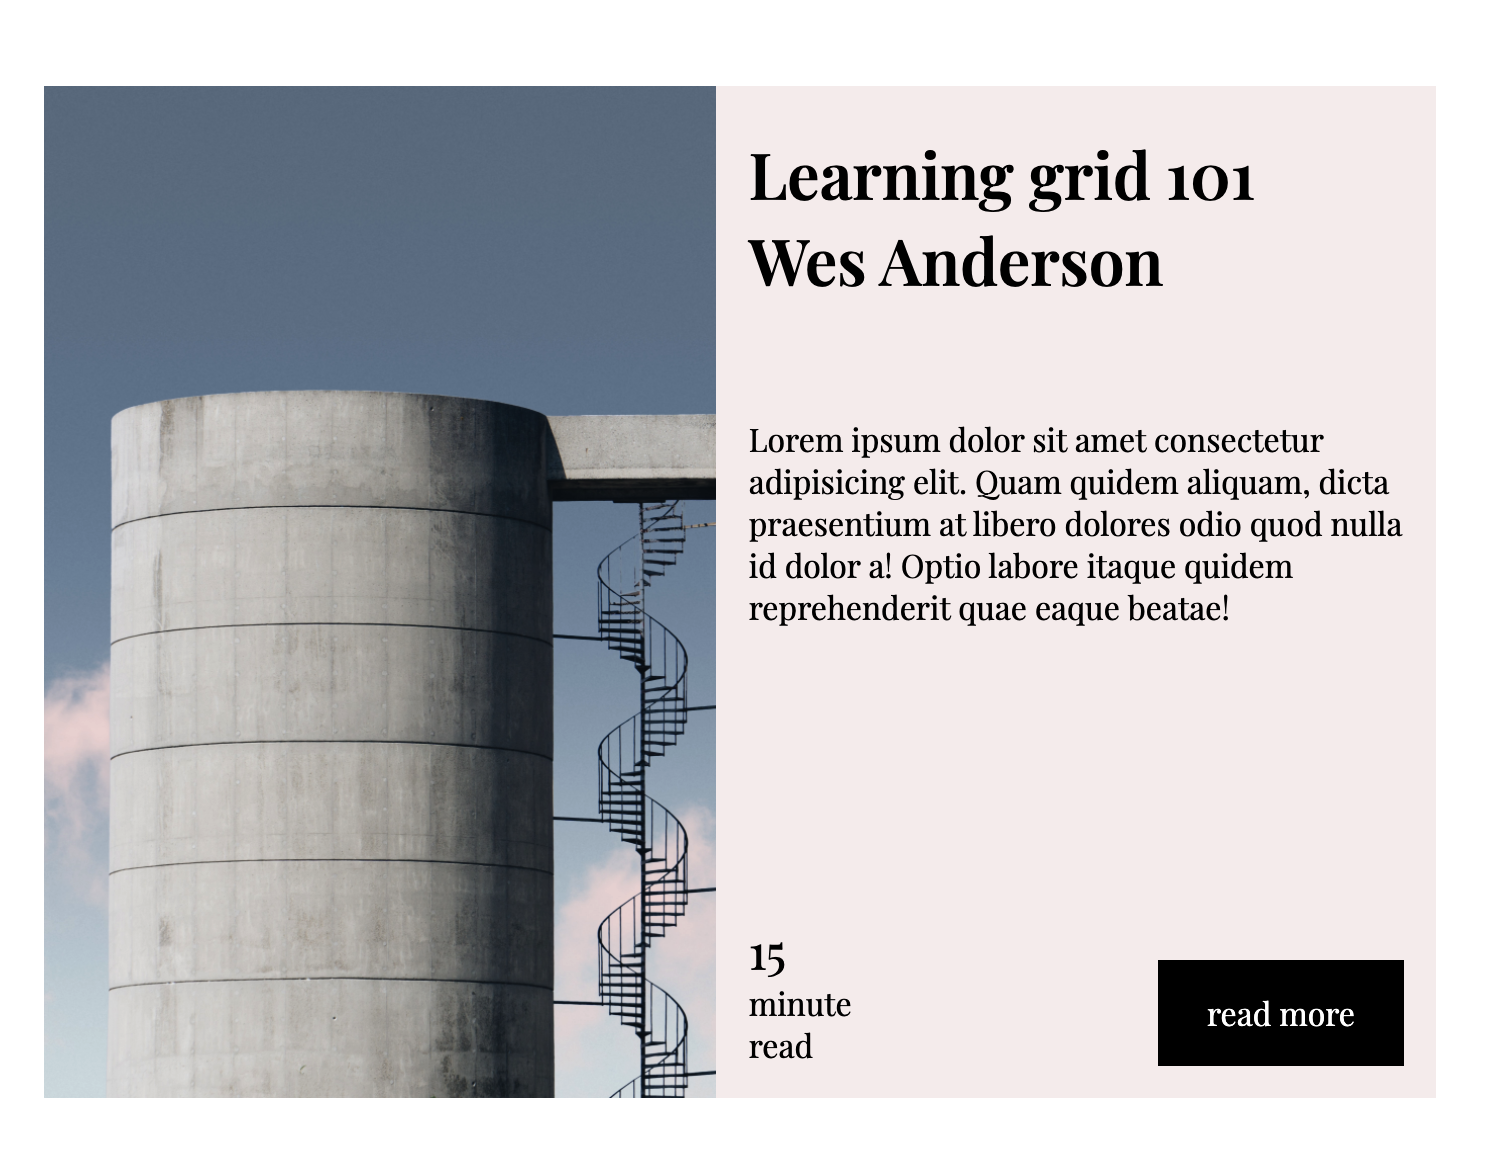 Learning grid 101
Wes Anderson
Lorem ipsum dolor sit amet consectetur
adipisicing elit. Quam quidem aliquam, dicta
praesentium at libero dolores odio quod nulla
id dolor a! Optio labore itaque quidem
reprehenderit quae eaque beatae!
15
minute
read
read more